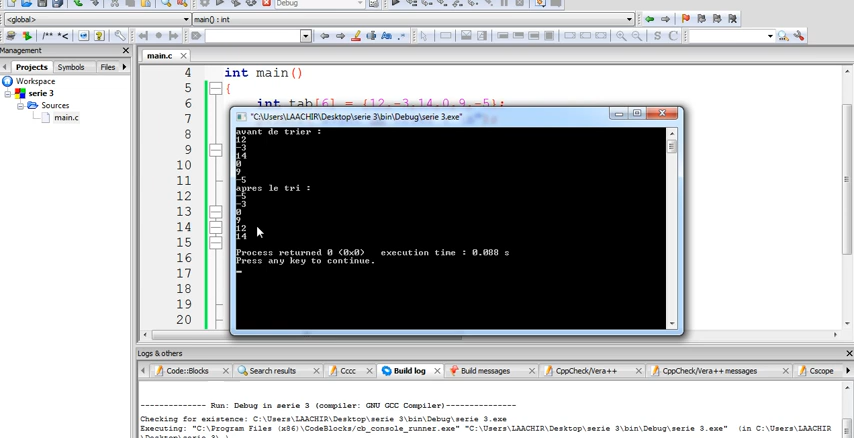 Debug
<global>
main() : int
/** *<
.*
S C
Management
Projects
Symbols
Files
main.c
Workspace
serie 3
Sources
main.c
4 int main()
5 {
6 int tab[6] = {12,-3,14,0,9,-5};
7
8
9
10
11
12
13
14
15
16
17
18
19
20
"C:\Users\LAACHIR\Desktop\serie 3\bin\Debug\serie 3.exe"
avant de trier :
12
-3
14
0
9
-5
apres le tri :
-5
-3
0
9
12
14
Process returned 0 (0x0) execution time : 0.088 s
Press any key to continue.
Logs & others
Code::Blocks
Search results
Cccc
Build log
Build messages
CppCheck/Vera++
CppCheck/Vera++ messages
Cscope
-------------- Run: Debug in serie 3 (compiler: GNU GCC Compiler)---------------
Checking for existence: C:\Users\LAACHIR\Desktop\serie 3\bin\Debug\serie 3.exe
Executing: "C:\Program Files (x86)\CodeBlocks/cb_console_runner.exe" "C:\Users\LAACHIR\Desktop\serie 3\bin\Debug\serie 3.exe" (in C:\Users\LAACHIR
\Desktop\serie 3\.)